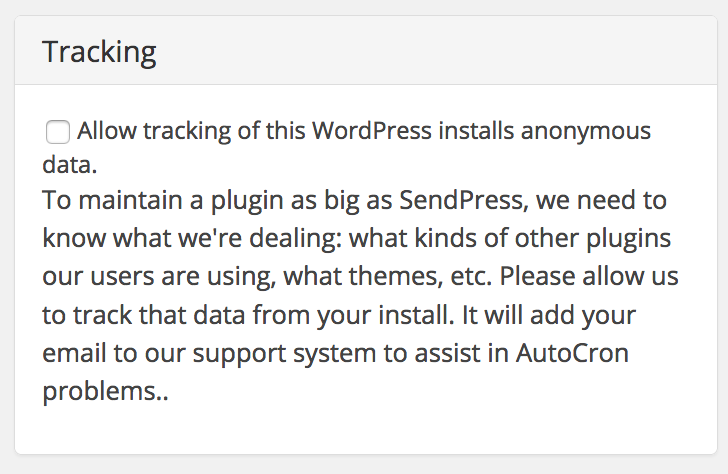 Tracking
Allow tracking of this WordPress installs anonymous
data.
To maintain a plugin as big as SendPress, we need to
know what we're dealing: what kinds of other plugins
our users are using, what themes, etc. Please allow us
to track that data from your install. It will add your
email to our support system to assist in AutoCron
problems..